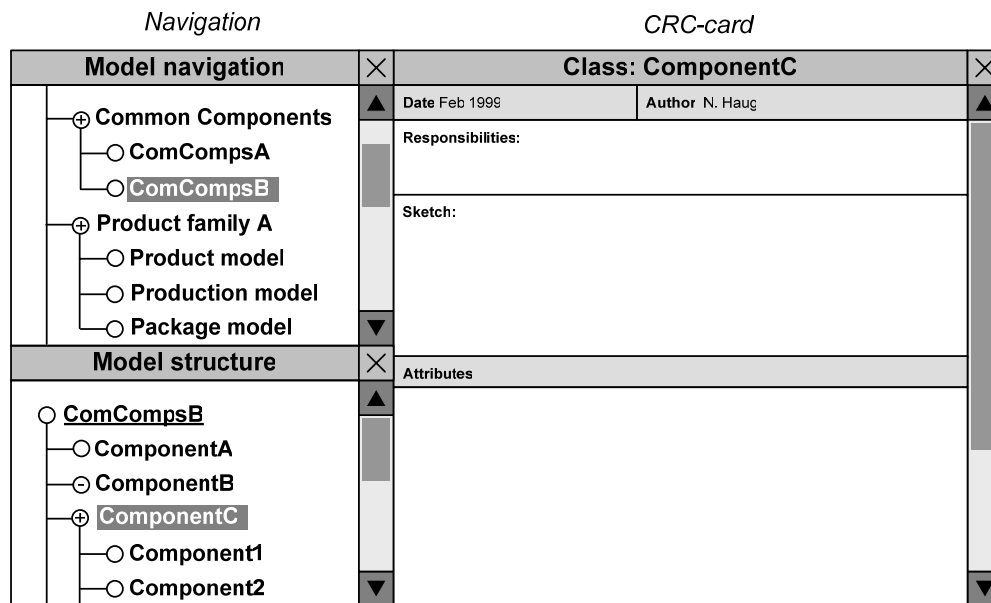 Navigation
CRC-card
Model navigation
Common Components
ComCompsA
ComCompsB
Product family A
Product model
Production model
Package model
Model structure
ComCompsB
ComponentA
ComponentB
ComponentC
Component1
Component2
Class: ComponentC
Date Feb 1999
Author N. Haug
Responsibilities:
Sketch:
Attributes